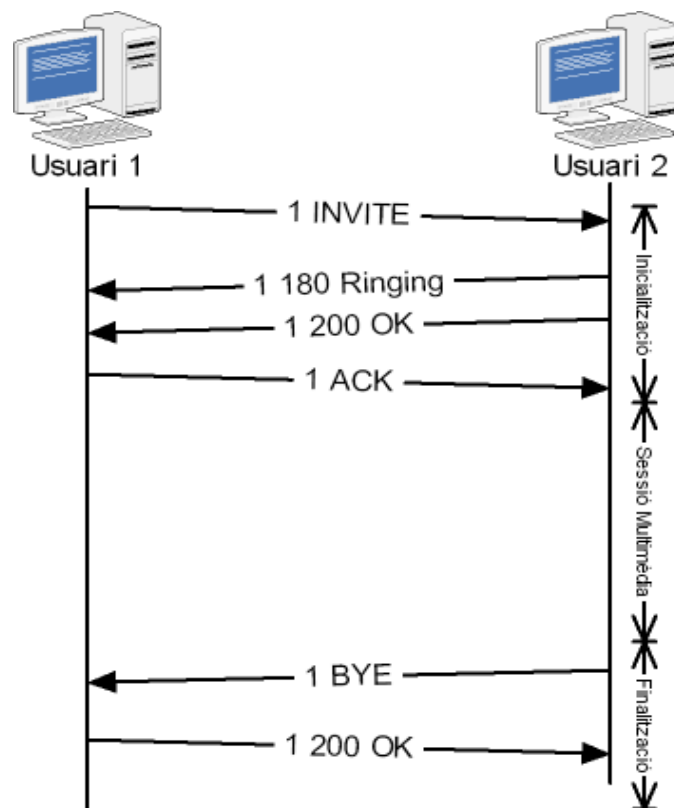 Usuari 1
Usuari 2
1 INVITE
1 180 Ringing
1 200 OK
1 ACK
Inicialització
Sessió Multimèdia
1 BYE
1 200 OK
Finalització